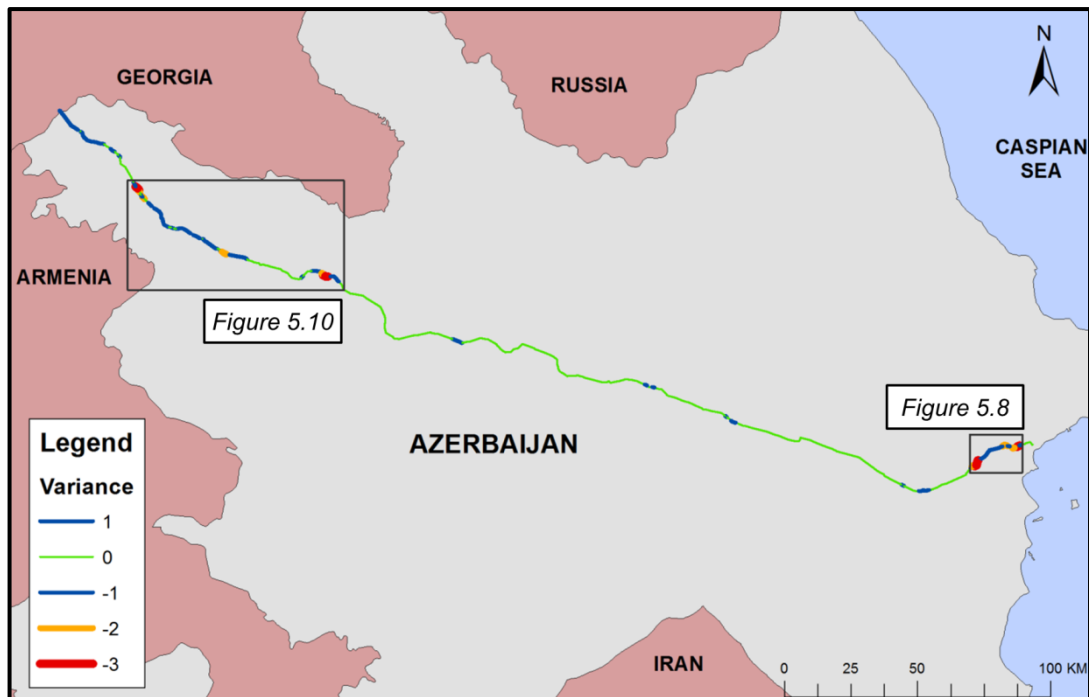 N
GEORGIA
RUSSIA
CASPIAN
SEA
ARMENIA
Figure 5.10
Figure 5.8
AZERBAIJAN
Legend
Variance
1
0
-1
-2
-3
IRAN
0 25 50 100 KM